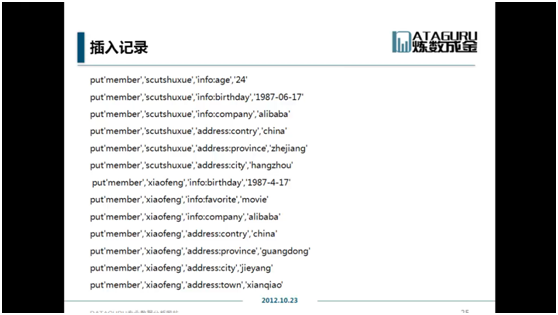 插入记录
DATAGURU
炼数成金
put'member','scutshuxue','info:age','24'
put'member','scutshuxue','info:birthday','1987-06-17'
put'member','scutshuxue','info:company','alibaba'
put'member','scutshuxue','address:contry','china'
put'member','scutshuxue','address:province','zhejiang'
put'member','scutshuxue','address:city','hangzhou'
put'member','xiaofeng','info:birthday','1987-4-17'
put'member','xiaofeng','info:favorite','movie'
put'member','xiaofeng','info:company','alibaba'
put'member','xiaofeng','address:contry','china'
put'member','xiaofeng','address:province','guangdong'
put'member','xiaofeng','address:city','jieyang'
put'member','xiaofeng','address:town','xianqiao'
2012.10.23